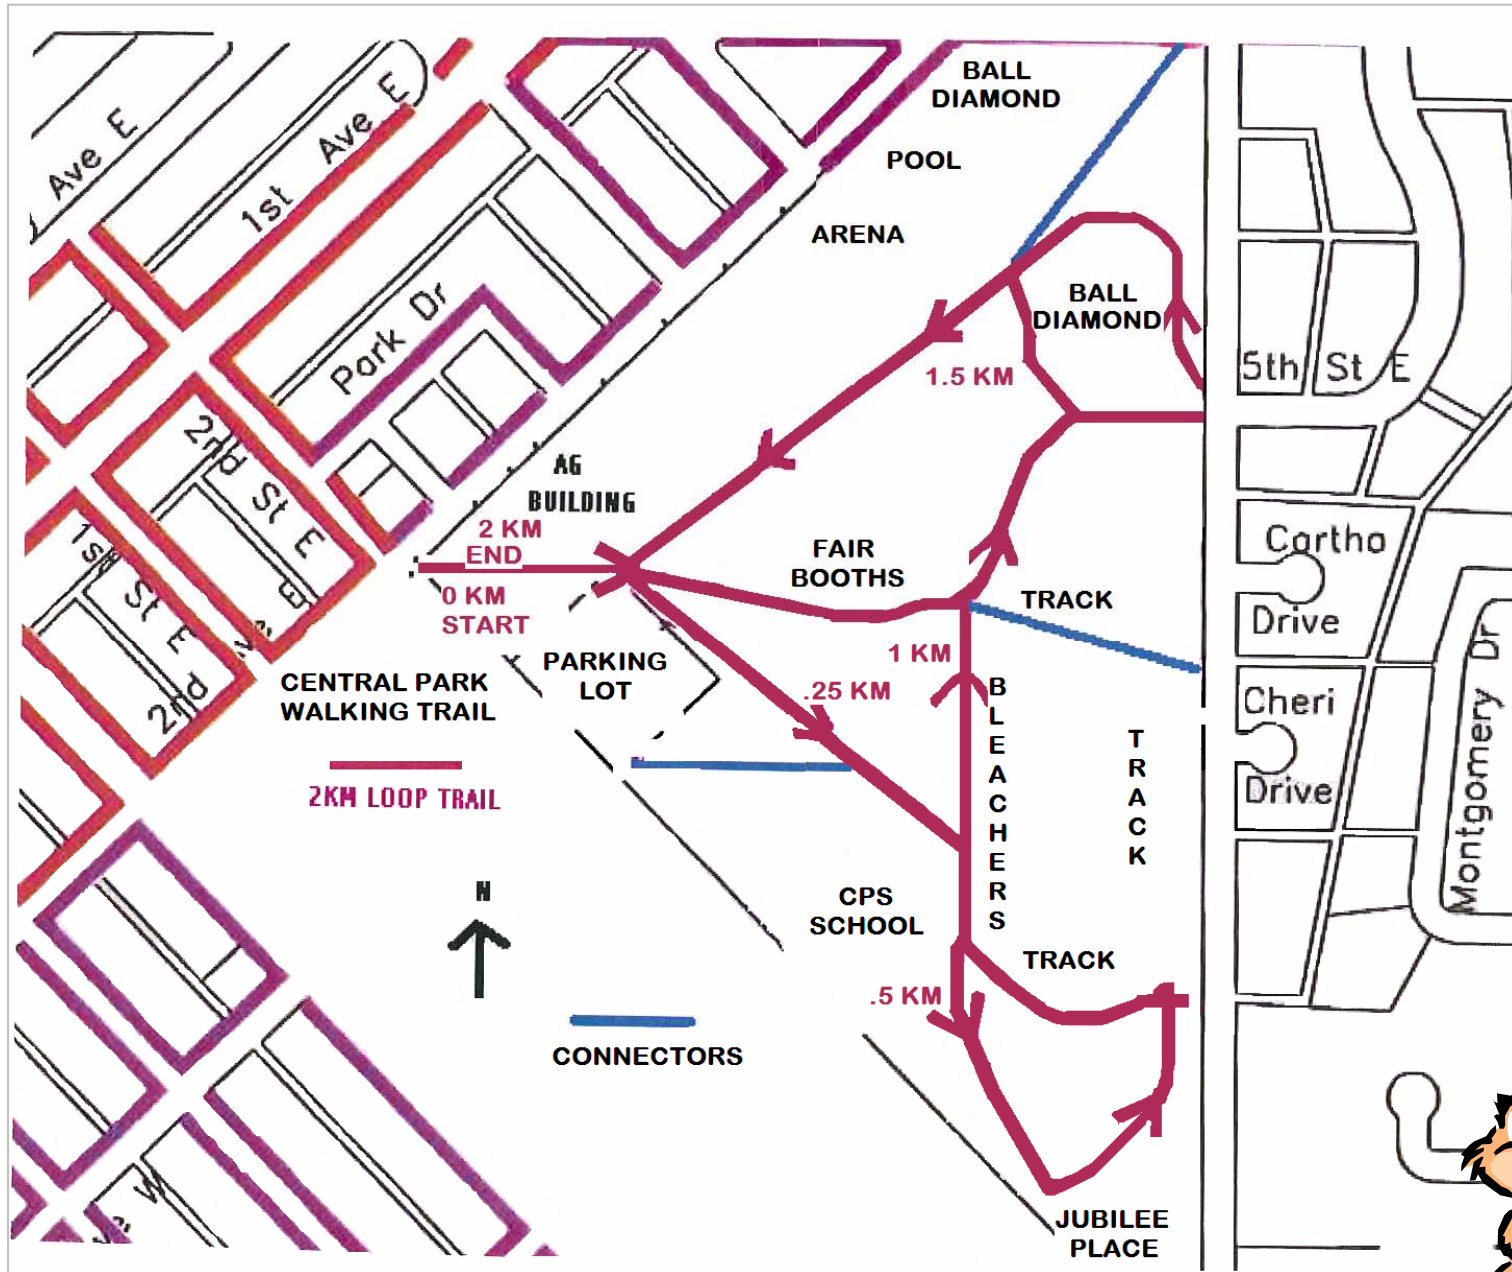 Ave E
1st Ave E
Park Dr
2nd St E
1st St E
2nd
BALL
DIAMOND
POOL
ARENA
BALL
DIAMOND
1.5 KM
5th St E
AG
BUILDING
2 KM
END
0 KM
START
FAIR
BOOTHS
TRACK
Cartha
Drive
PARKING
LOT
1 KM
.25 KM
CENTRAL PARK
WALKING TRAIL
2KM LOOP TRAIL
BLEACHERS
TRACK
Cheri
Drive
Montgomery Dr
N
CPS
SCHOOL
TRACK
.5 KM
CONNECTORS
JUBILEE
PLACE
W